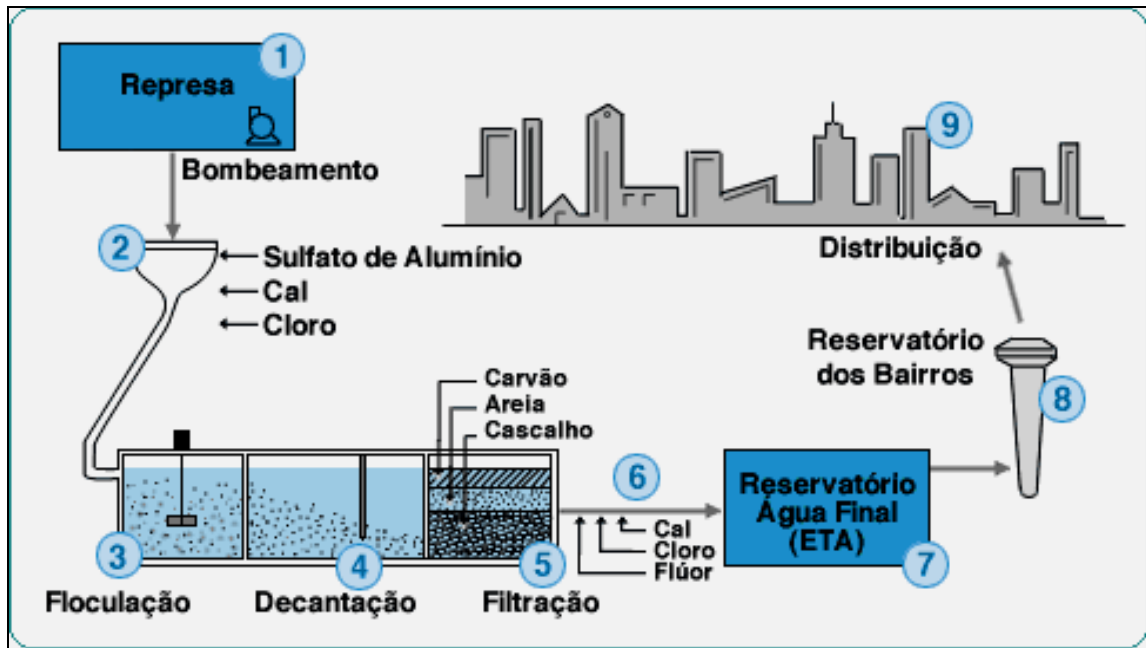 1
Represa
Bombeamento
2
Sulfato de Alumínio
Cal
Cloro
Carvão
Areia
Cascalho
3
Floculação
4
Decantação
5
Filtração
6
Cal
Cloro
Flúor
Reservatório
Água Final
(ETA)
7
Reservatório
dos Bairros
8
9
Distribuição